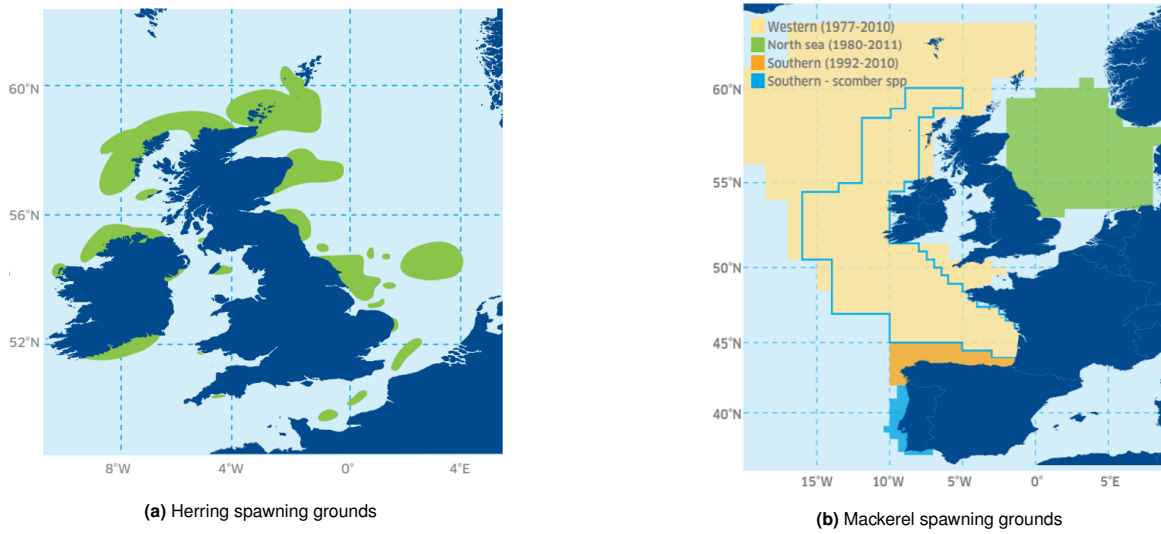 60°N
56°N
52°N
8°W 4°W 0° 4°E
(a) Herring spawning grounds
Western (1977-2010)
North sea (1980-2011)
Southern (1992-2010)
Southern - scomber spp
60°N
55°N
50°N
45°N
40°N
15°W 10°W 5°W 0° 5°E
(b) Mackerel spawning grounds